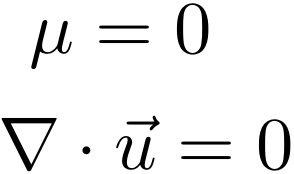 μ = 0
∇ · u⃗ = 0